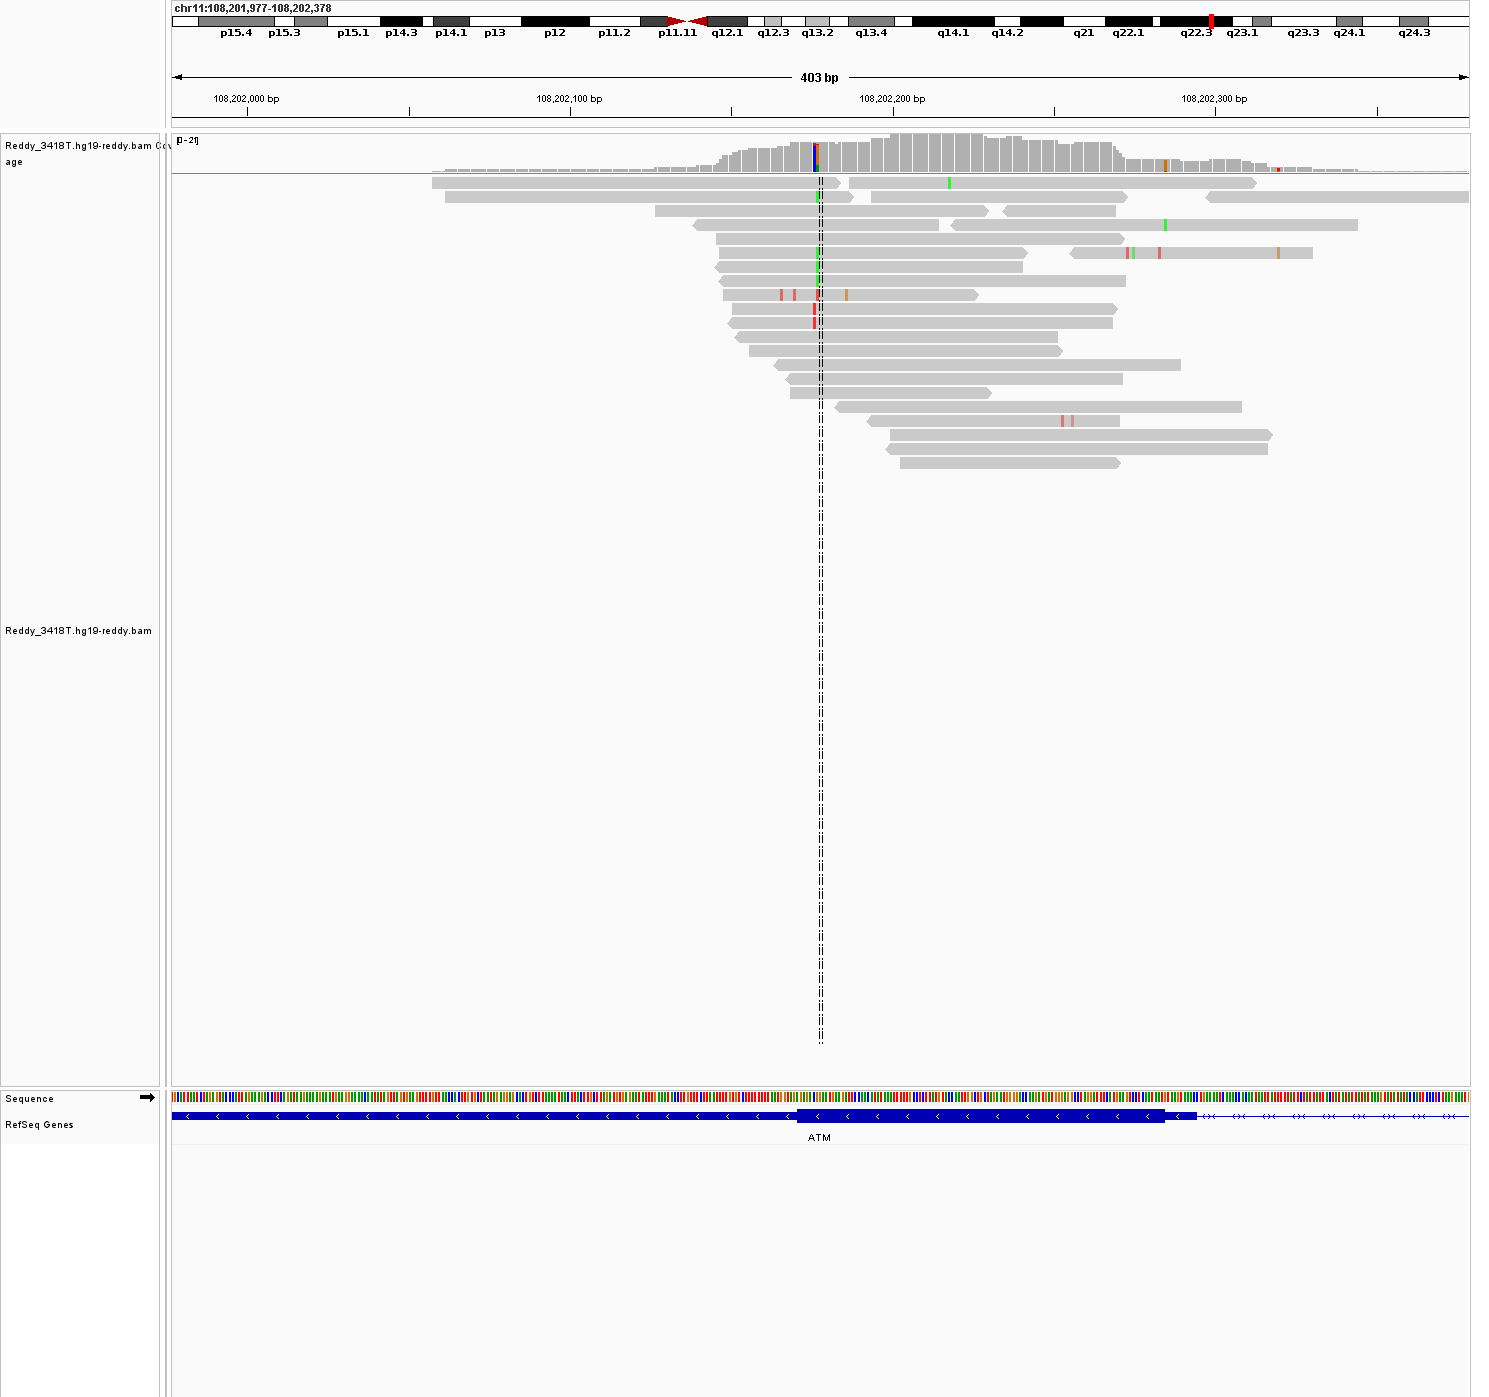 chr11:108,201,977-108,202,378
p15.4 p15.3 p15.1 p14.3 p14.1 p13 p12 p11.2 p11.11 q12.1 q12.3 q13.2 q13.4 q14.1 q14.2 q21 q22.1 q22.3 q23.1 q23.3 q24.1 q24.3
403 bp
108,202,000 bp 108,202,100 bp 108,202,200 bp 108,202,300 bp
[0-21]
Reddy_3418T.hg19-reddy.bam Cov
age
Reddy_3418T.hg19-reddy.bam
Sequence
RefSeq Genes
ATM